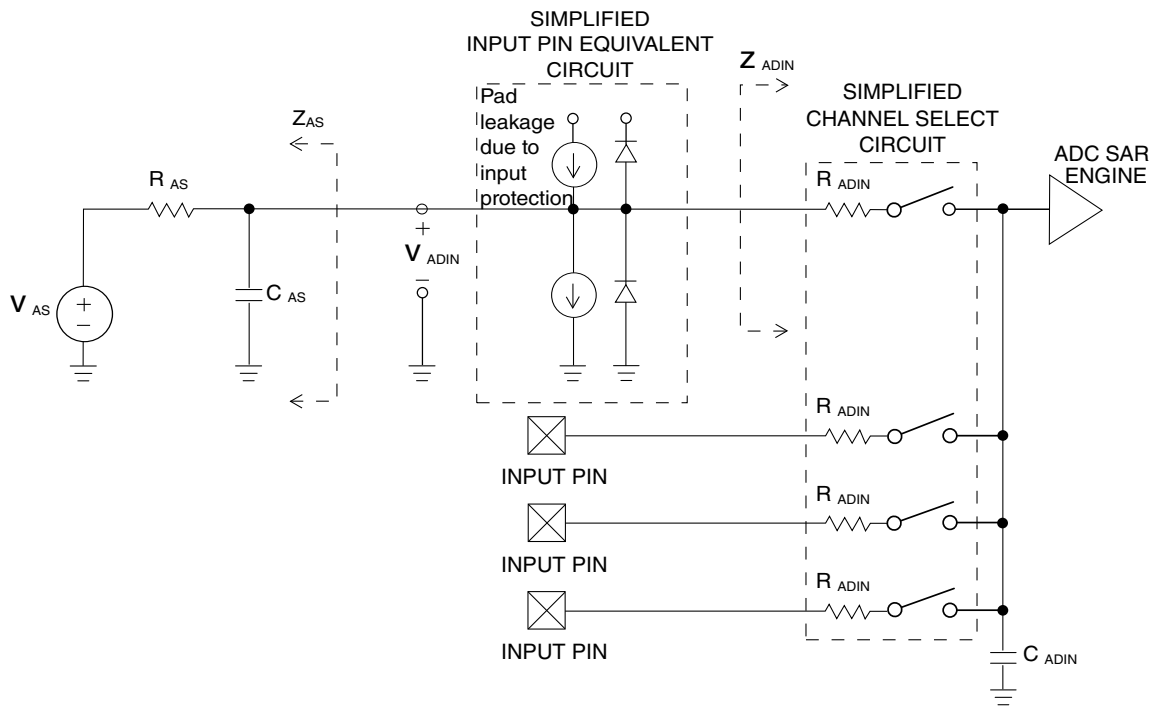 SIMPLIFIED
INPUT PIN EQUIVALENT
CIRCUIT
Pad
leakage
due to
input
protection
Z ADIN
SIMPLIFIED
CHANNEL SELECT
CIRCUIT
ADC SAR
ENGINE
Z AS
R AS
R ADIN
+
V ADIN
–
C AS
V AS
+
–
R ADIN
INPUT PIN
R ADIN
INPUT PIN
R ADIN
INPUT PIN
C ADIN